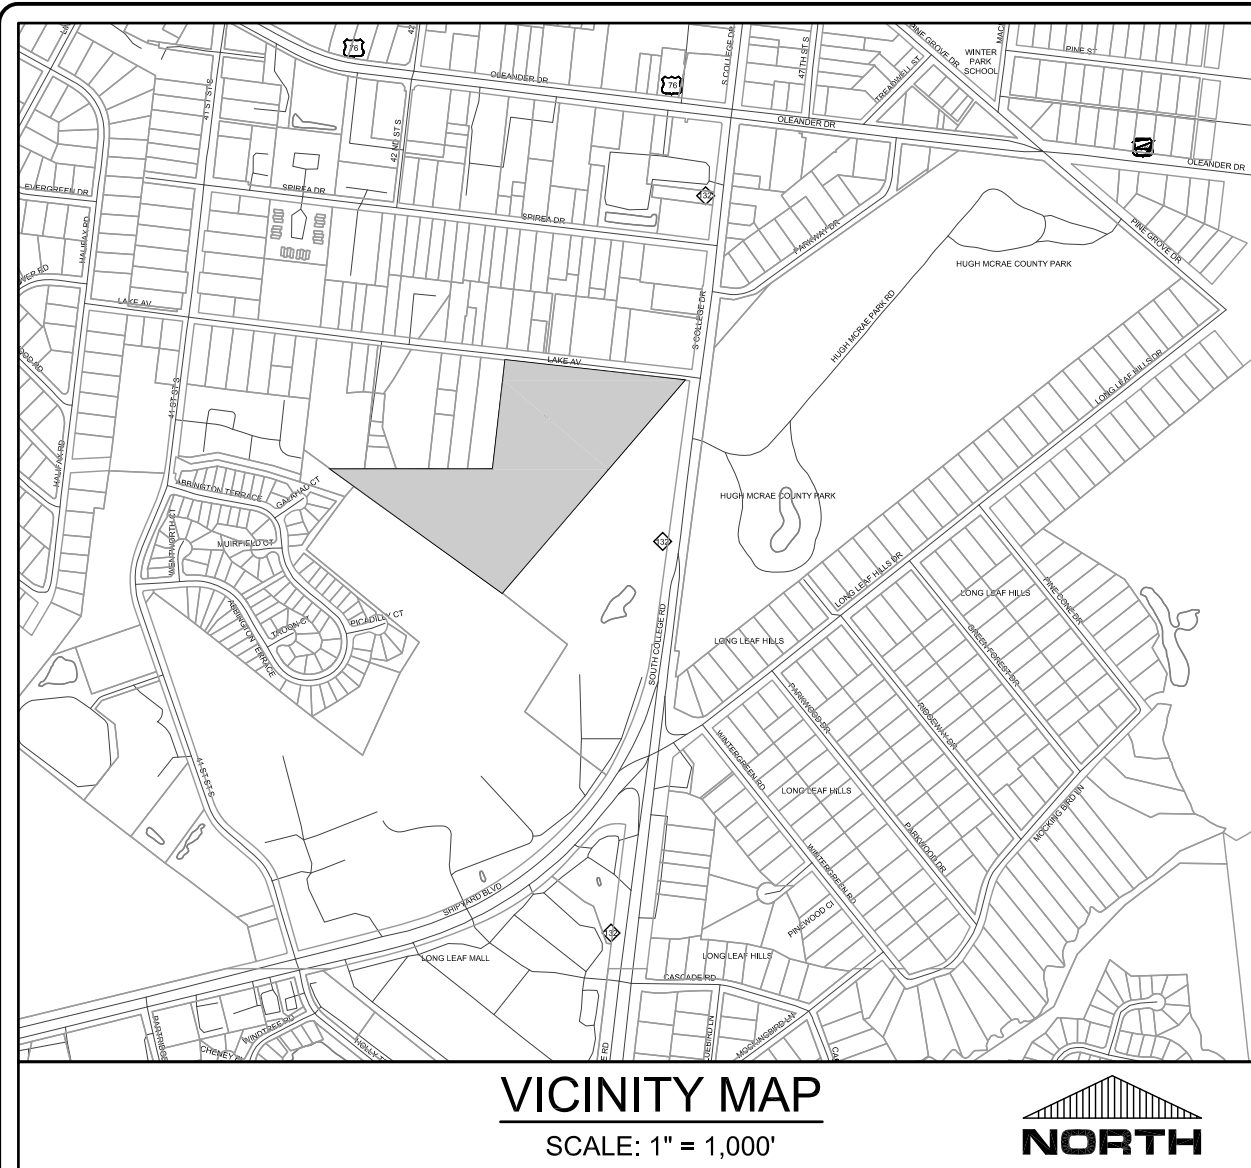 76
OLEANDER DR
76
S COLLEGE DR
47TH ST S
PINE GROVE DR
TREADWELL ST
WINTER
PARK
SCHOOL
PINE ST
41 ST ST S
42 ND ST S
OLEANDER DR
OLEANDER DR
EVERGREEN DR
SPIREA DR
132
SPIREA DR
HALIFAX RD
PARKWAY DR
PINE GROVE DR
HUGH MCRAE COUNTY PARK
LAKE AV
S COLLEGE DR
HUGH MCRAE PARK RD
LAKE AV
LONG LEAF HILLS DR
41 ST ST S
HALIFAX RD
ABBINGTON TERRACE
GALAHAD CT
HUGH MCRAE COUNTY PARK
WENTWORTH CT
MUIRFIELD CT
132
LONG LEAF HILLS DR
LONG LEAF HILLS
PINE CONE DR
ABBINGTON TERRACE
PICADILLY CT
SOUTH COLLEGE RD
LONG LEAF HILLS
GREEN FOREST DR
PARKWOOD DR
RIDGEWAY DR
WINTERGREEN RD
LONG LEAF HILLS
41 ST ST S
MOCKING BIRD LN
PARKWOOD DR
WINTERGREEN RD
SHIPYARD BLVD
PINEWOOD CI
132
LONG LEAF MALL
LONG LEAF HILLS
CASCADE RD
WINDTREE RD
MOCKINGBIRD LN
VICINITY MAP
SCALE: 1" = 1,000'
NORTH